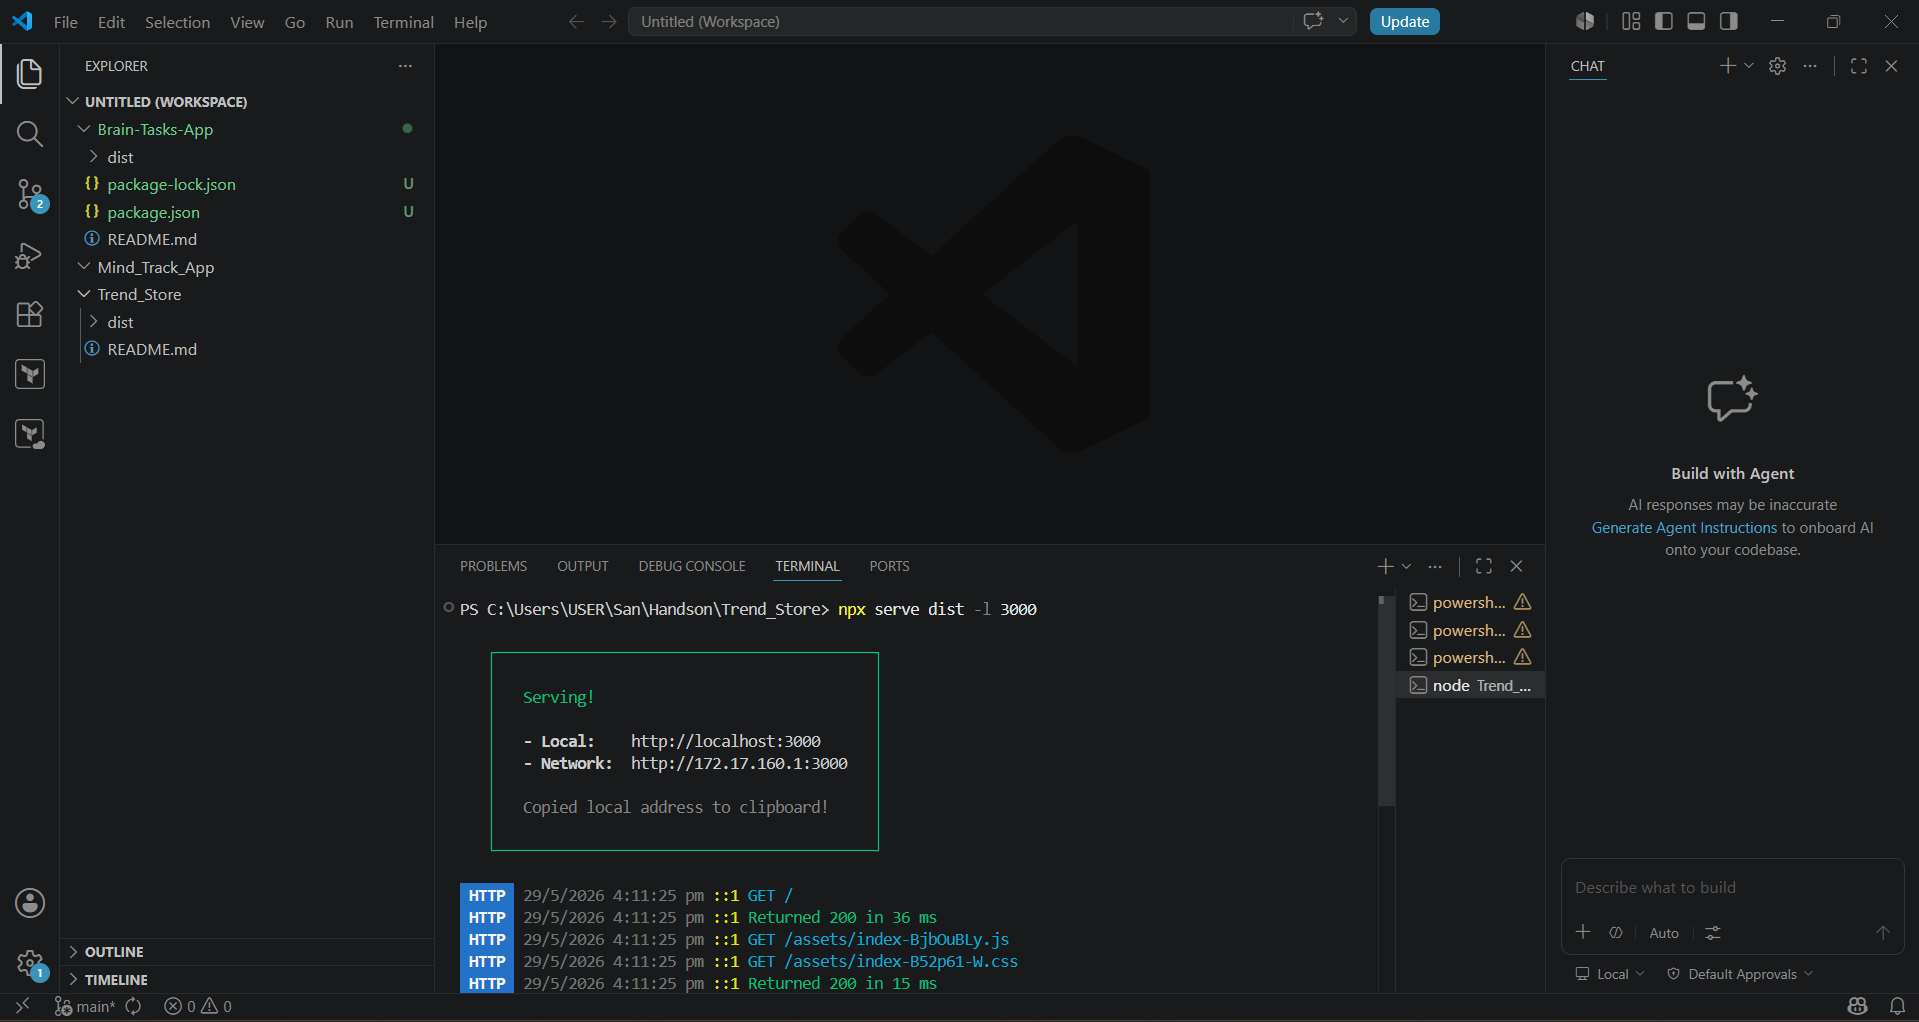 File Edit Selection View Go Run Terminal Help
Untitled (Workspace)
Update
EXPLORER
UNTITLED (WORKSPACE)
Brain-Tasks-App
dist
package-lock.json U
package.json U
README.md
Mind_Track_App
Trend_Store
dist
README.md
2
1
OUTLINE
TIMELINE
PROBLEMS OUTPUT DEBUG CONSOLE TERMINAL PORTS
PS C:\Users\USER\San\Handson\Trend_Store> npx serve dist -l 3000
Serving!
- Local: http://localhost:3000
- Network: http://172.17.160.1:3000
Copied local address to clipboard!
HTTP 29/5/2026 4:11:25 pm ::1 GET /
HTTP 29/5/2026 4:11:25 pm ::1 Returned 200 in 36 ms
HTTP 29/5/2026 4:11:25 pm ::1 GET /assets/index-BjbOuBLy.js
HTTP 29/5/2026 4:11:25 pm ::1 GET /assets/index-B52p61-W.css
HTTP 29/5/2026 4:11:25 pm ::1 Returned 200 in 15 ms
powersh...
powersh...
powersh...
node Trend_...
CHAT
Build with Agent
AI responses may be inaccurate
Generate Agent Instructions to onboard AI
onto your codebase.
Describe what to build
Auto
Local Default Approvals
main* 0 0